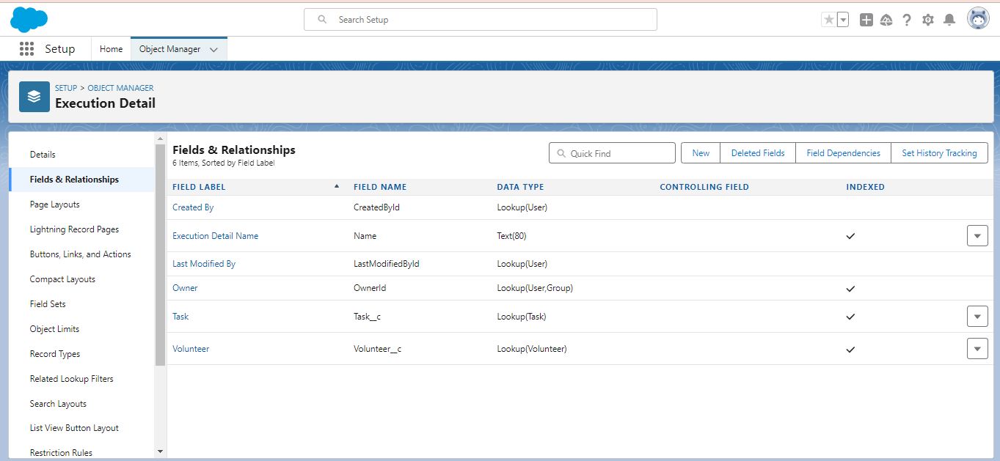 Search Setup
Setup
Home
Object Manager
SETUP > OBJECT MANAGER
Execution Detail
Details
Fields & Relationships
Page Layouts
Lightning Record Pages
Buttons, Links, and Actions
Compact Layouts
Field Sets
Object Limits
Record Types
Related Lookup Filters
Search Layouts
List View Button Layout
Restriction Rules
Fields & Relationships
6 Items, Sorted by Field Label
Quick Find
New
Deleted Fields
Field Dependencies
Set History Tracking
FIELD LABEL FIELD NAME DATA TYPE CONTROLLING FIELD INDEXED
Created By CreatedById Lookup(User)
Execution Detail Name Name Text(80)
Last Modified By LastModifiedById Lookup(User)
Owner OwnerId Lookup(User,Group)
Task Task__c Lookup(Task)
Volunteer Volunteer__c Lookup(Volunteer)